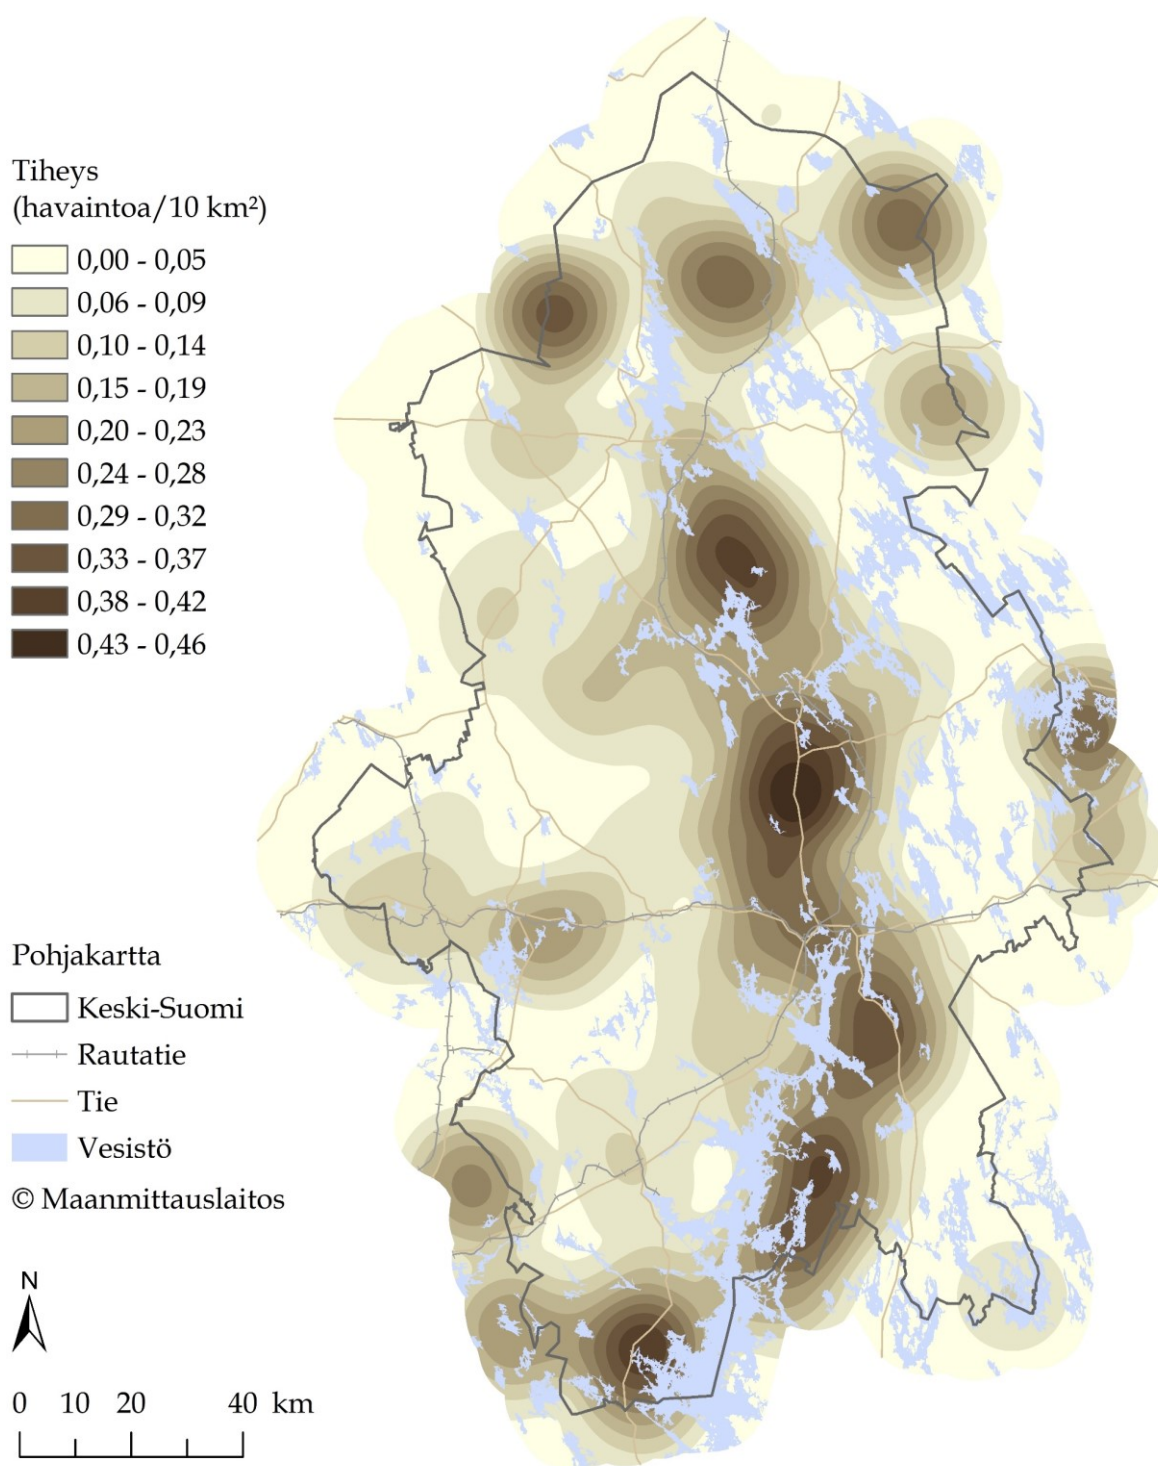 Tiheys
(havaintoa/10 km²)
0,00 - 0,05
0,06 - 0,09
0,10 - 0,14
0,15 - 0,19
0,20 - 0,23
0,24 - 0,28
0,29 - 0,32
0,33 - 0,37
0,38 - 0,42
0,43 - 0,46
Pohjakartta
Keski-Suomi
Rautatie
Tie
Vesistö
© Maanmittauslaitos
N
0 10 20 40 km